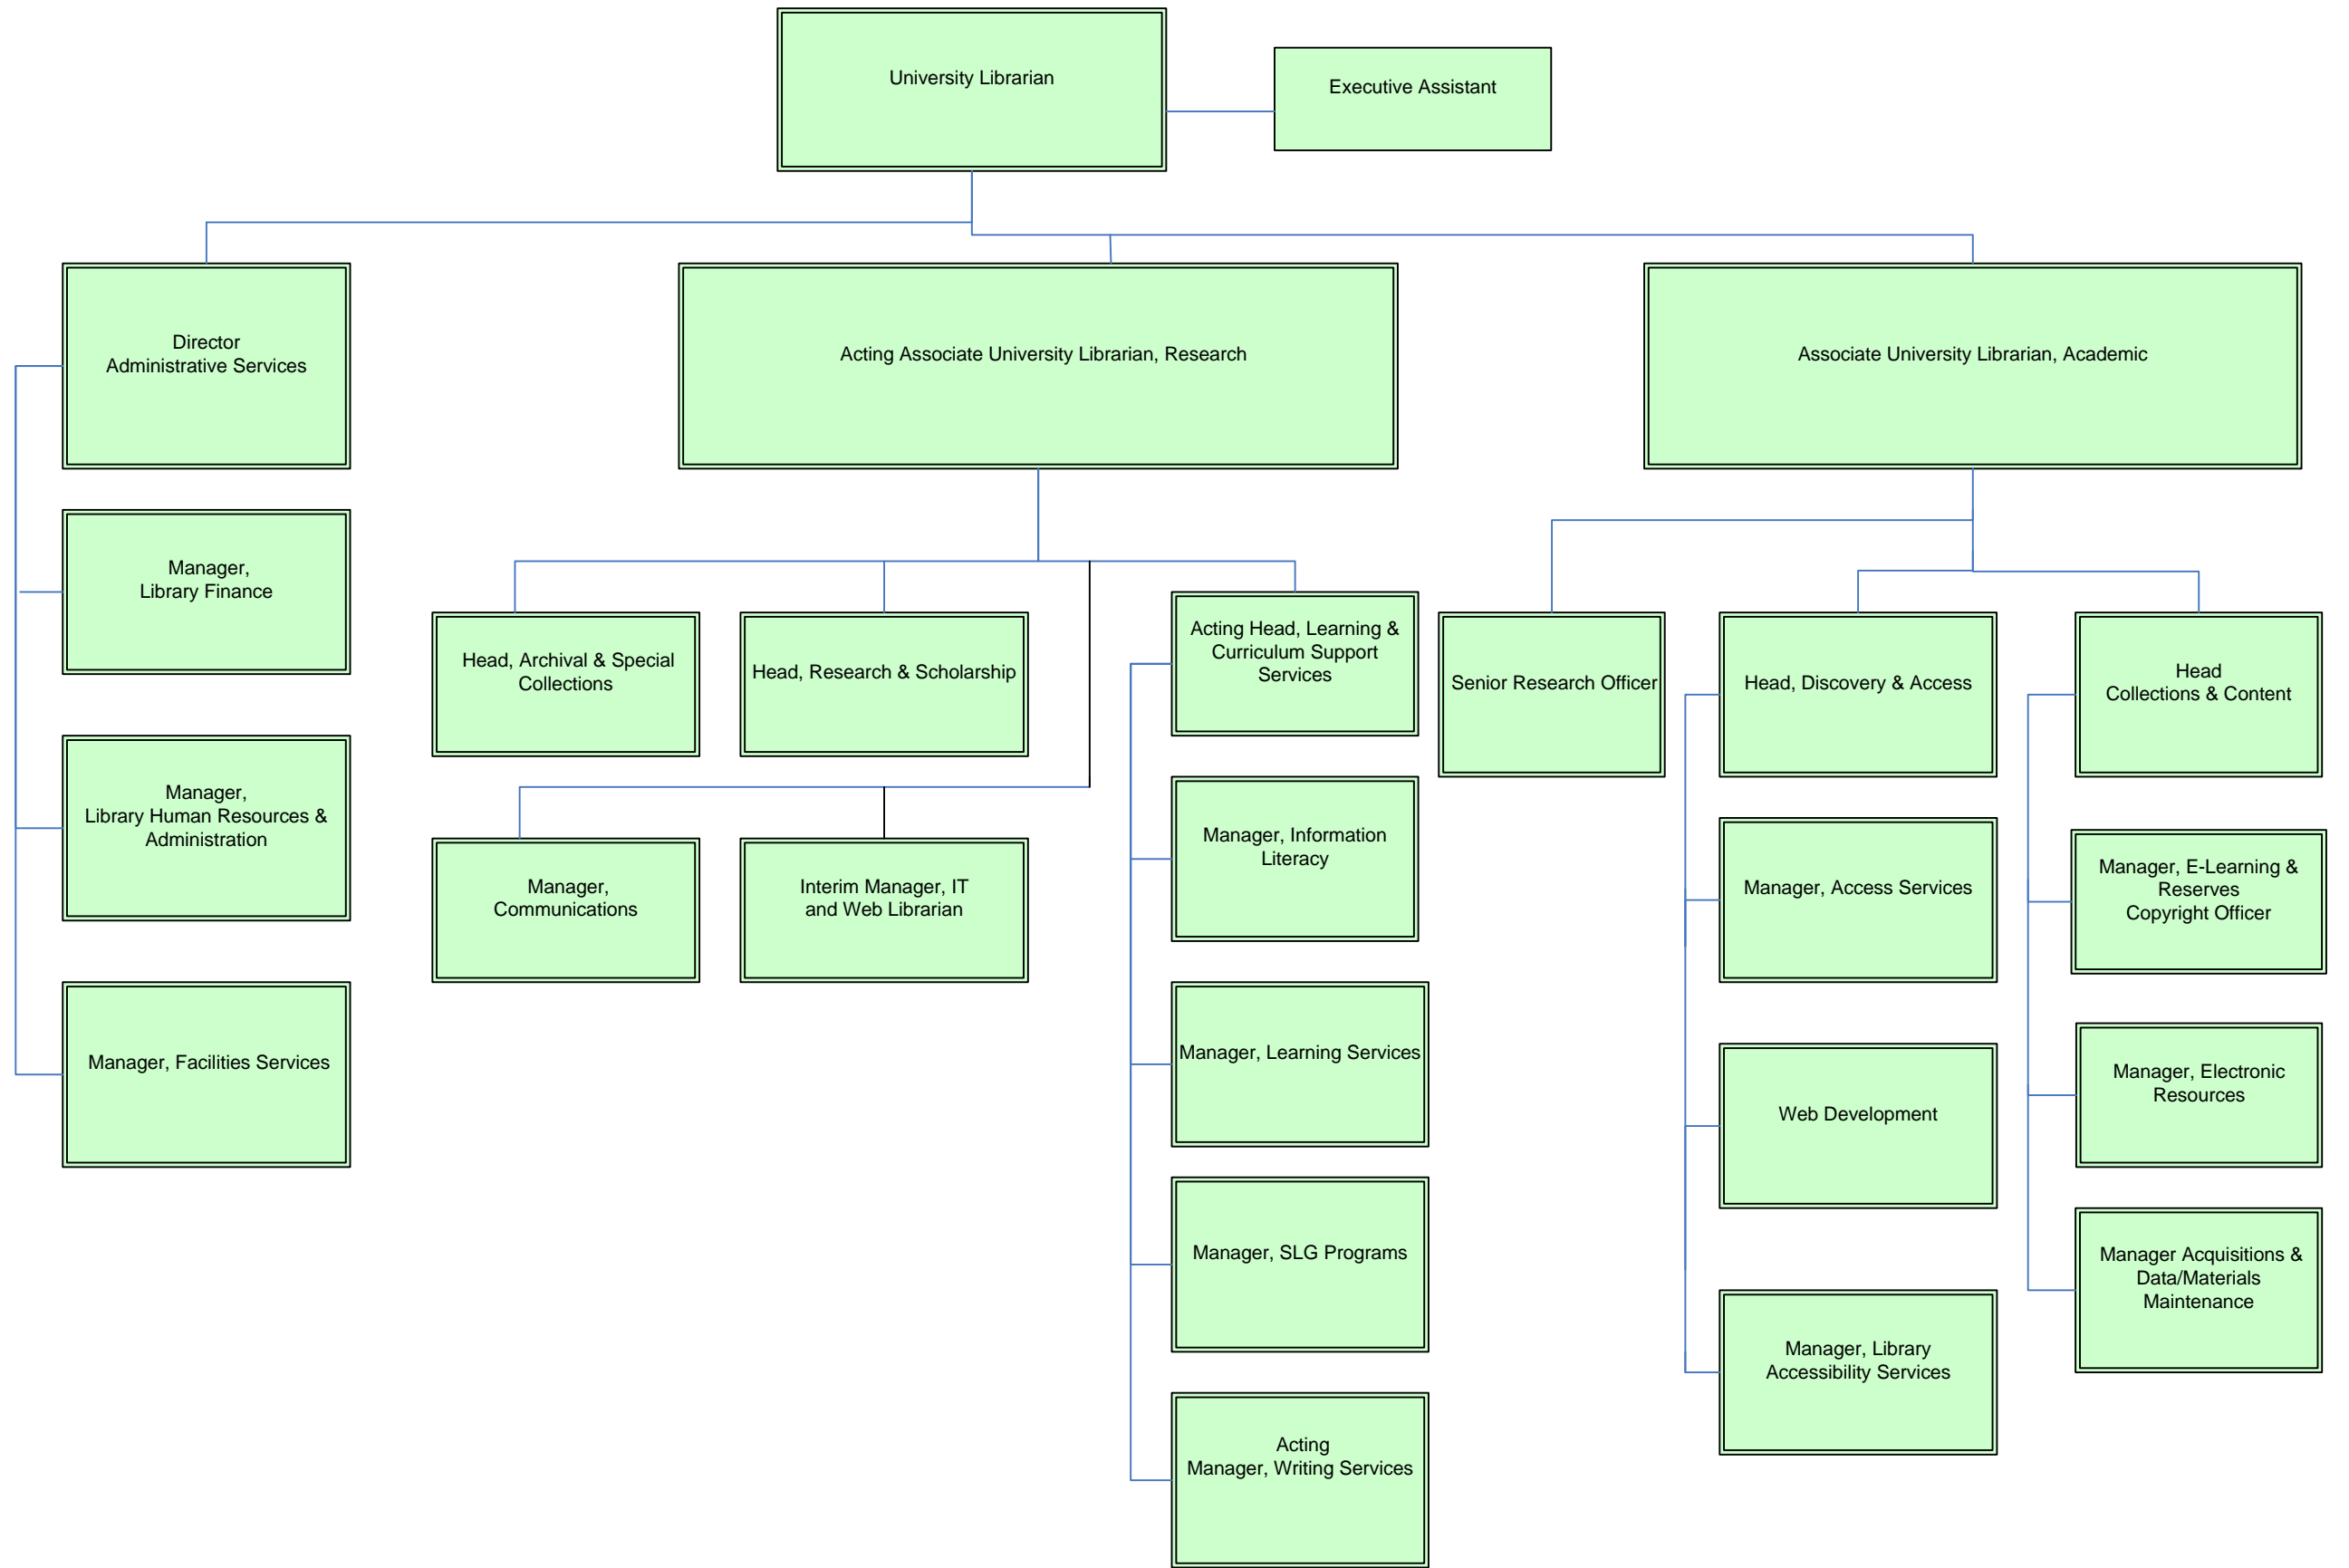 University Librarian
Executive Assistant
Director
Administrative Services
Acting Associate University Librarian, Research
Associate University Librarian, Academic
Manager,
Library Finance
Head, Archival & Special
Collections
Head, Research & Scholarship
Acting Head, Learning &
Curriculum Support
Services
Senior Research Officer
Head, Discovery & Access
Head
Collections & Content
Manager,
Library Human Resources &
Administration
Manager,
Communications
Interim Manager, IT
and Web Librarian
Manager, Information
Literacy
Manager, Access Services
Manager, E-Learning &
Reserves
Copyright Officer
Manager, Facilities Services
Manager, Learning Services
Web Development
Manager, Electronic
Resources
Manager, SLG Programs
Manager Acquisitions &
Data/Materials
Maintenance
Manager, Library
Accessibility Services
Acting
Manager, Writing Services